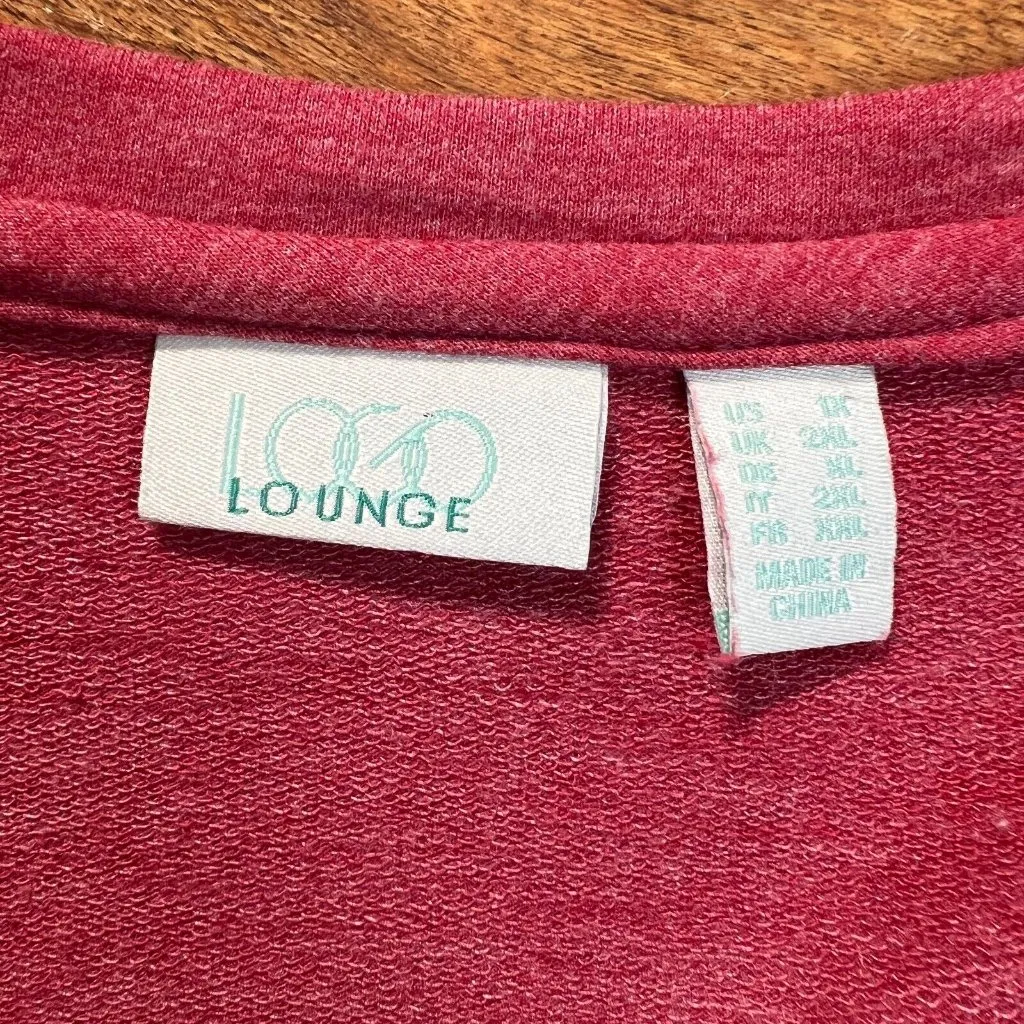 LOGO
LOUNGE
US 1X
UK 2XL
DE XL
IT 2XL
FR XXL
MADE IN
CHINA